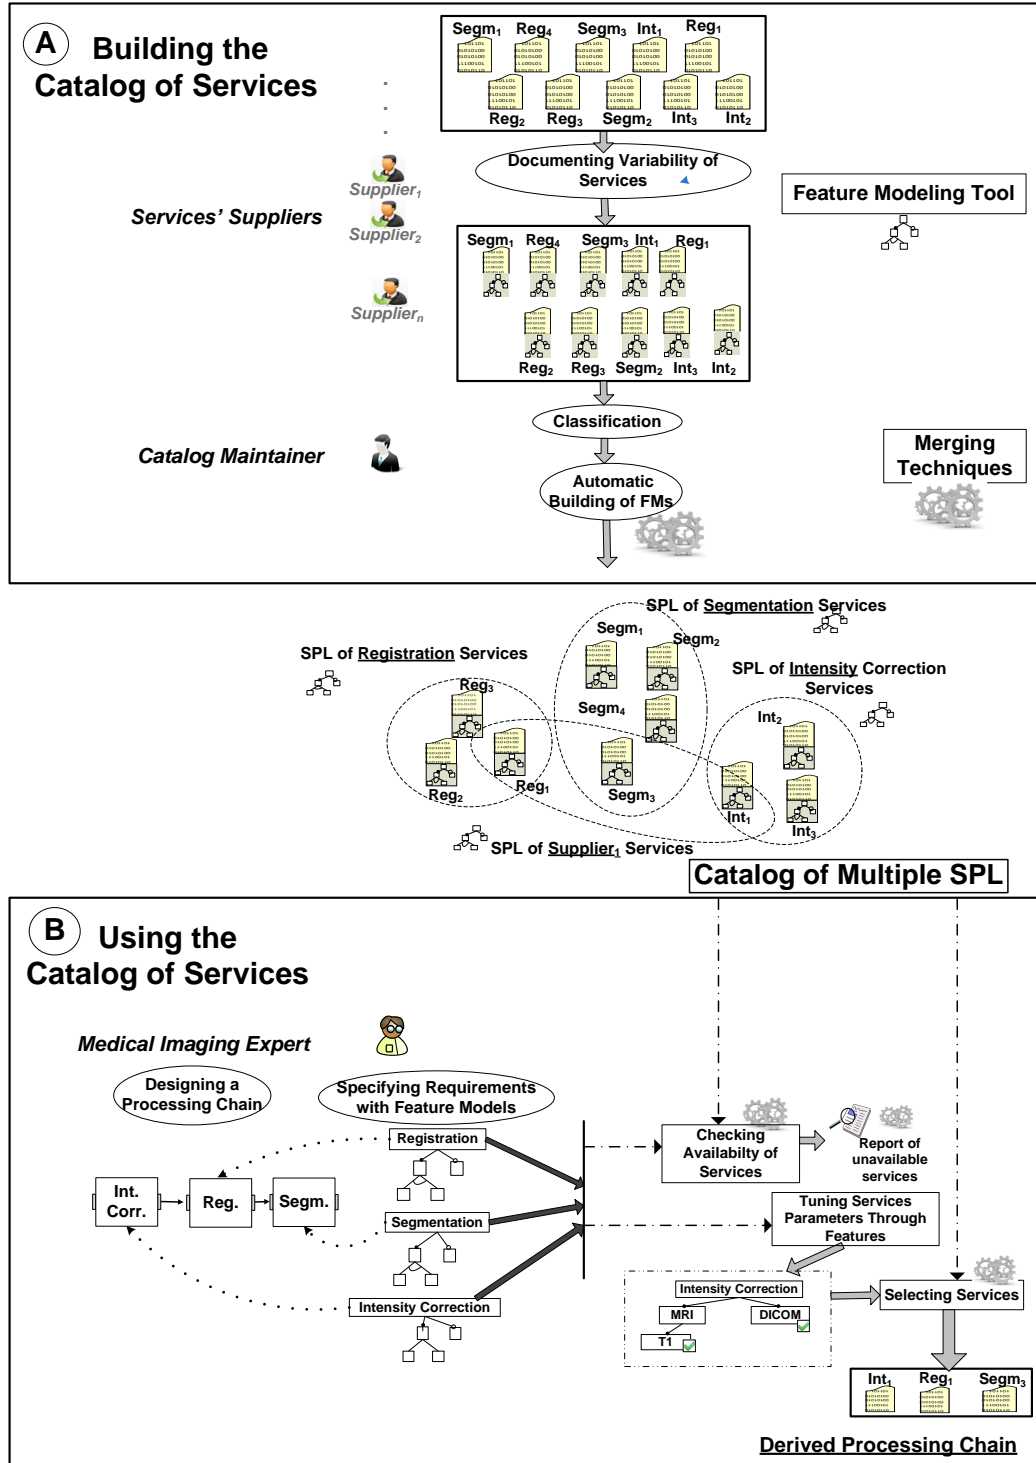 A
Building the
Catalog of Services
Segm1 Reg4 Segm3 Int1 Reg1
Reg2 Reg3 Segm2 Int3 Int2
Documenting Variability of
Services
Supplier1
Services' Suppliers
Supplier2
Suppliern
Feature Modeling Tool
Segm1 Reg4 Segm3 Int1 Reg1
Reg2 Reg3 Segm2 Int3 Int2
Classification
Catalog Maintainer
Automatic
Building of FMs
Merging
Techniques
SPL of Segmentation Services
SPL of Registration Services
SPL of Intensity Correction
Services
Segm1
Segm2
Reg3
Segm4
Int2
Reg2
Reg1
Segm3
Int1
Int3
SPL of Supplier1 Services
Catalog of Multiple SPL
B
Using the
Catalog of Services
Medical Imaging Expert
Designing a
Processing Chain
Specifying Requirements
with Feature Models
Registration
Int.
Corr.
Reg.
Segm.
Segmentation
Intensity Correction
Checking
Availabilty of
Services
Report of
unavailable
services
Tuning Services
Parameters Through
Features
Intensity Correction
MRI
DICOM
T1
Selecting Services
Int1 Reg1 Segm3
Derived Processing Chain